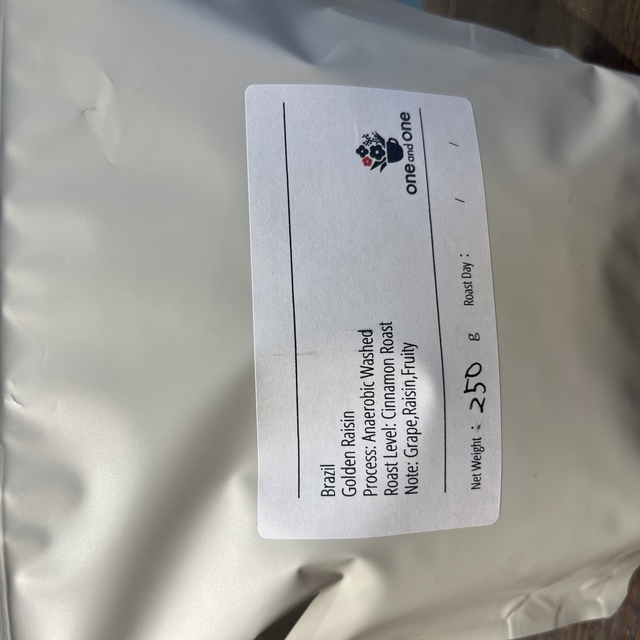 one and one
Brazil
Golden Raisin
Process: Anaerobic Washed
Roast Level: Cinnamon Roast
Note: Grape,Raisin,Fruity
Net Weight : 250 g Roast Day : / /